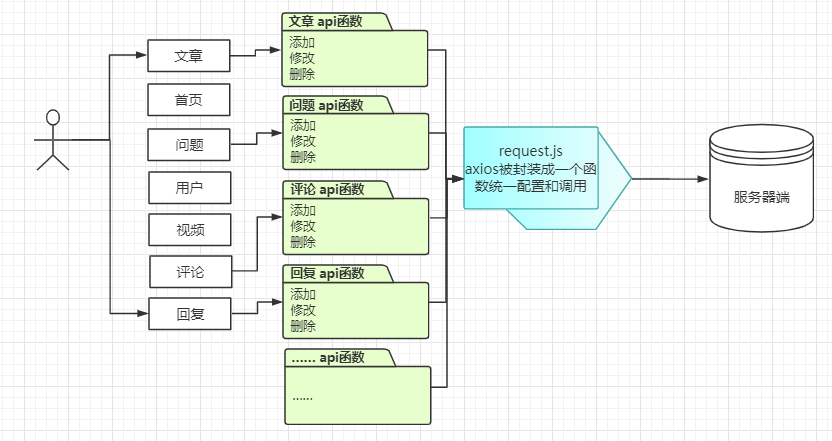 文章
首页
问题
用户
视频
评论
回复
文章 api函数
添加
修改
删除
问题 api函数
添加
修改
删除
评论 api函数
添加
修改
删除
回复 api函数
添加
修改
删除
...... api函数
......
request.js
axios被封装成一个函
数统一配置和调用
服务器端